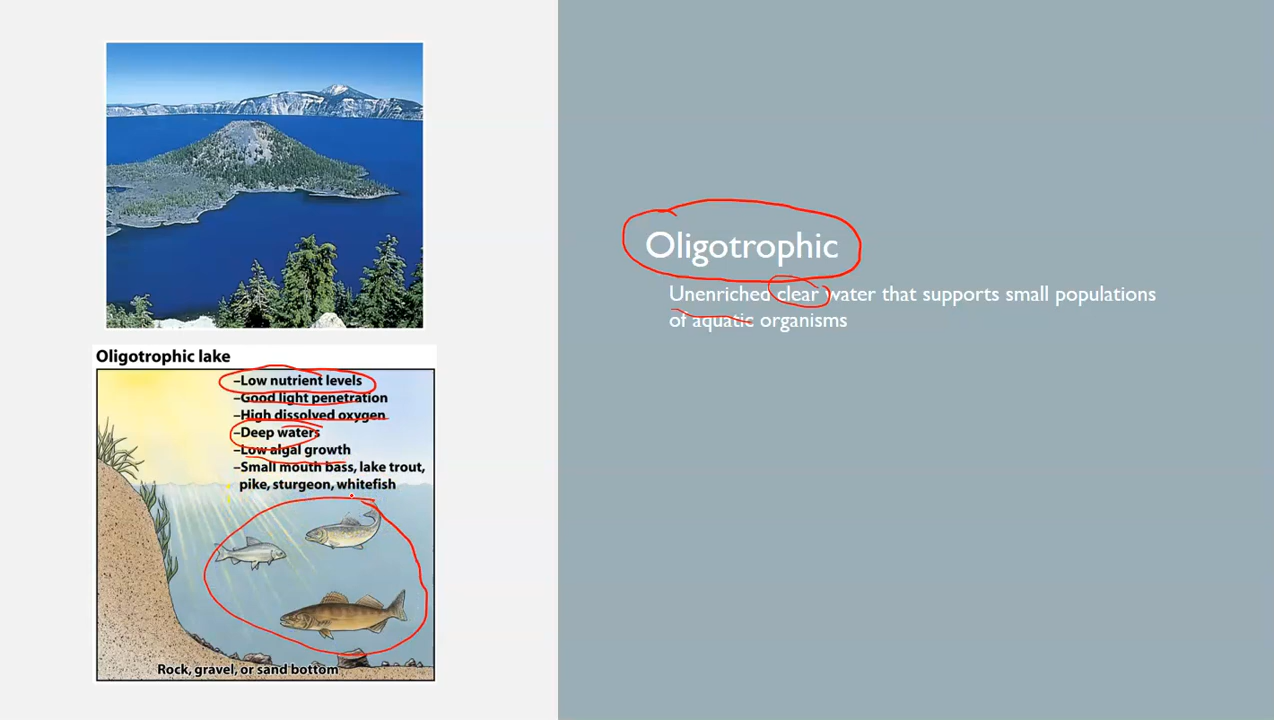 Oligotrophic lake
–Low nutrient levels
–Good light penetration
–High dissolved oxygen
–Deep waters
–Low algal growth
–Small mouth bass, lake trout,
pike, sturgeon, whitefish
Rock, gravel, or sand bottom
Oligotrophic
Unenriched clear water that supports small populations
of aquatic organisms